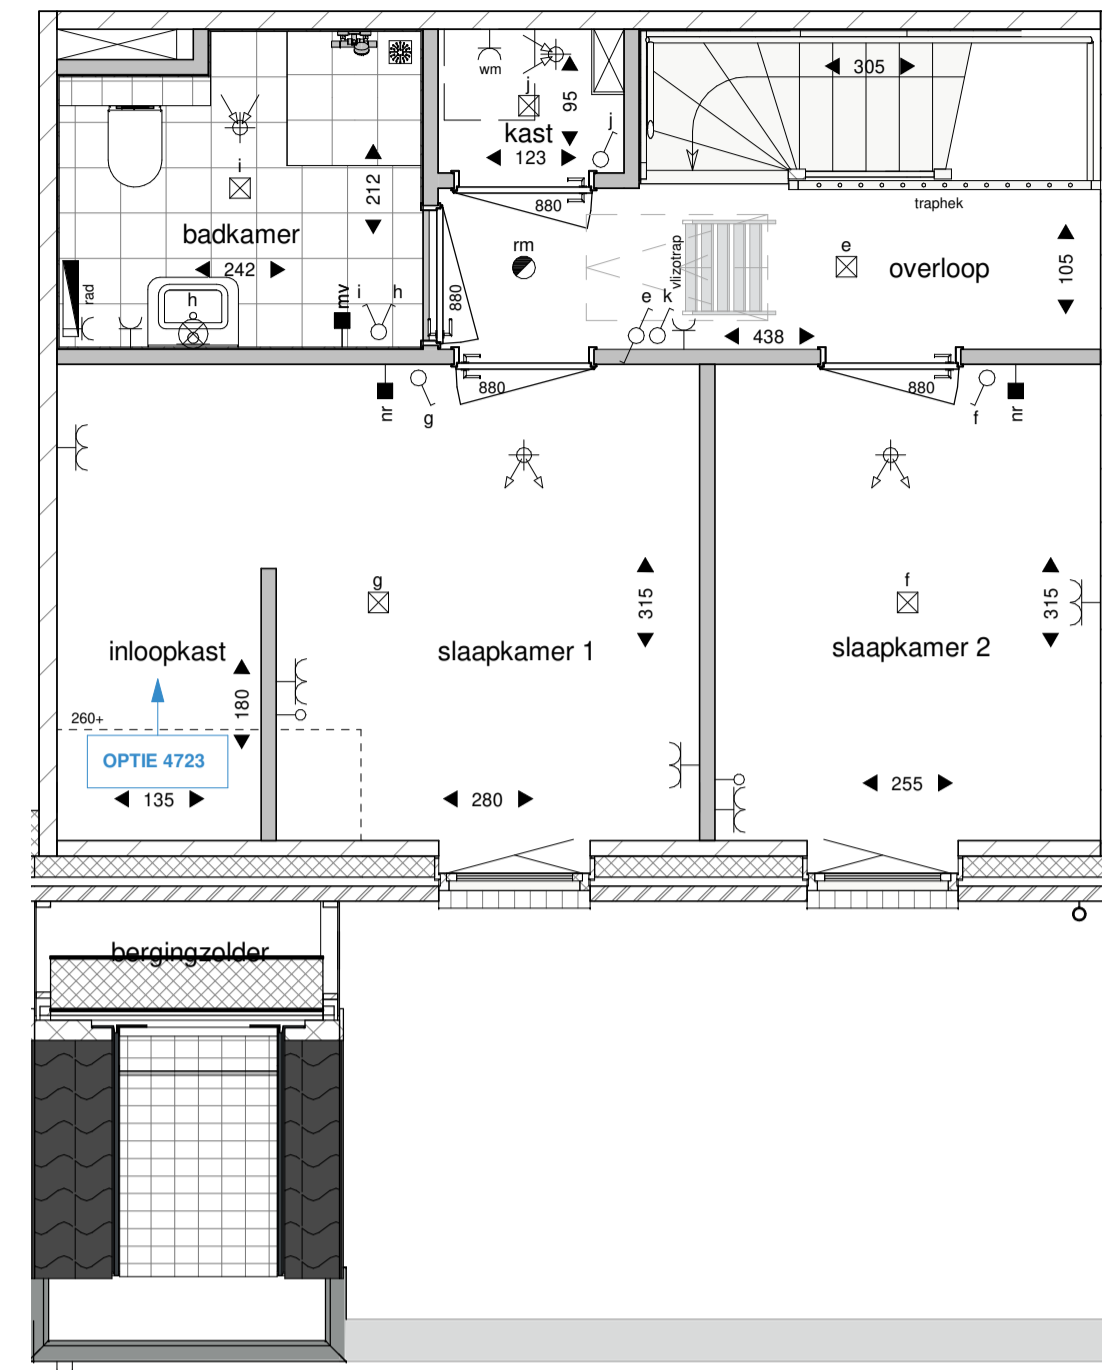 305
wm
j
95
kast
j
123
i
212
880
traphek
badkamer
rm
vlizotrap
e
overloop
105
242
rad
h
mv
i
h
880
e k
438
880
880
nr
g
f
nr
g
315
f
315
inloopkast
slaapkamer 1
slaapkamer 2
180
260+
OPTIE 4723
135
280
255
bergingzolder